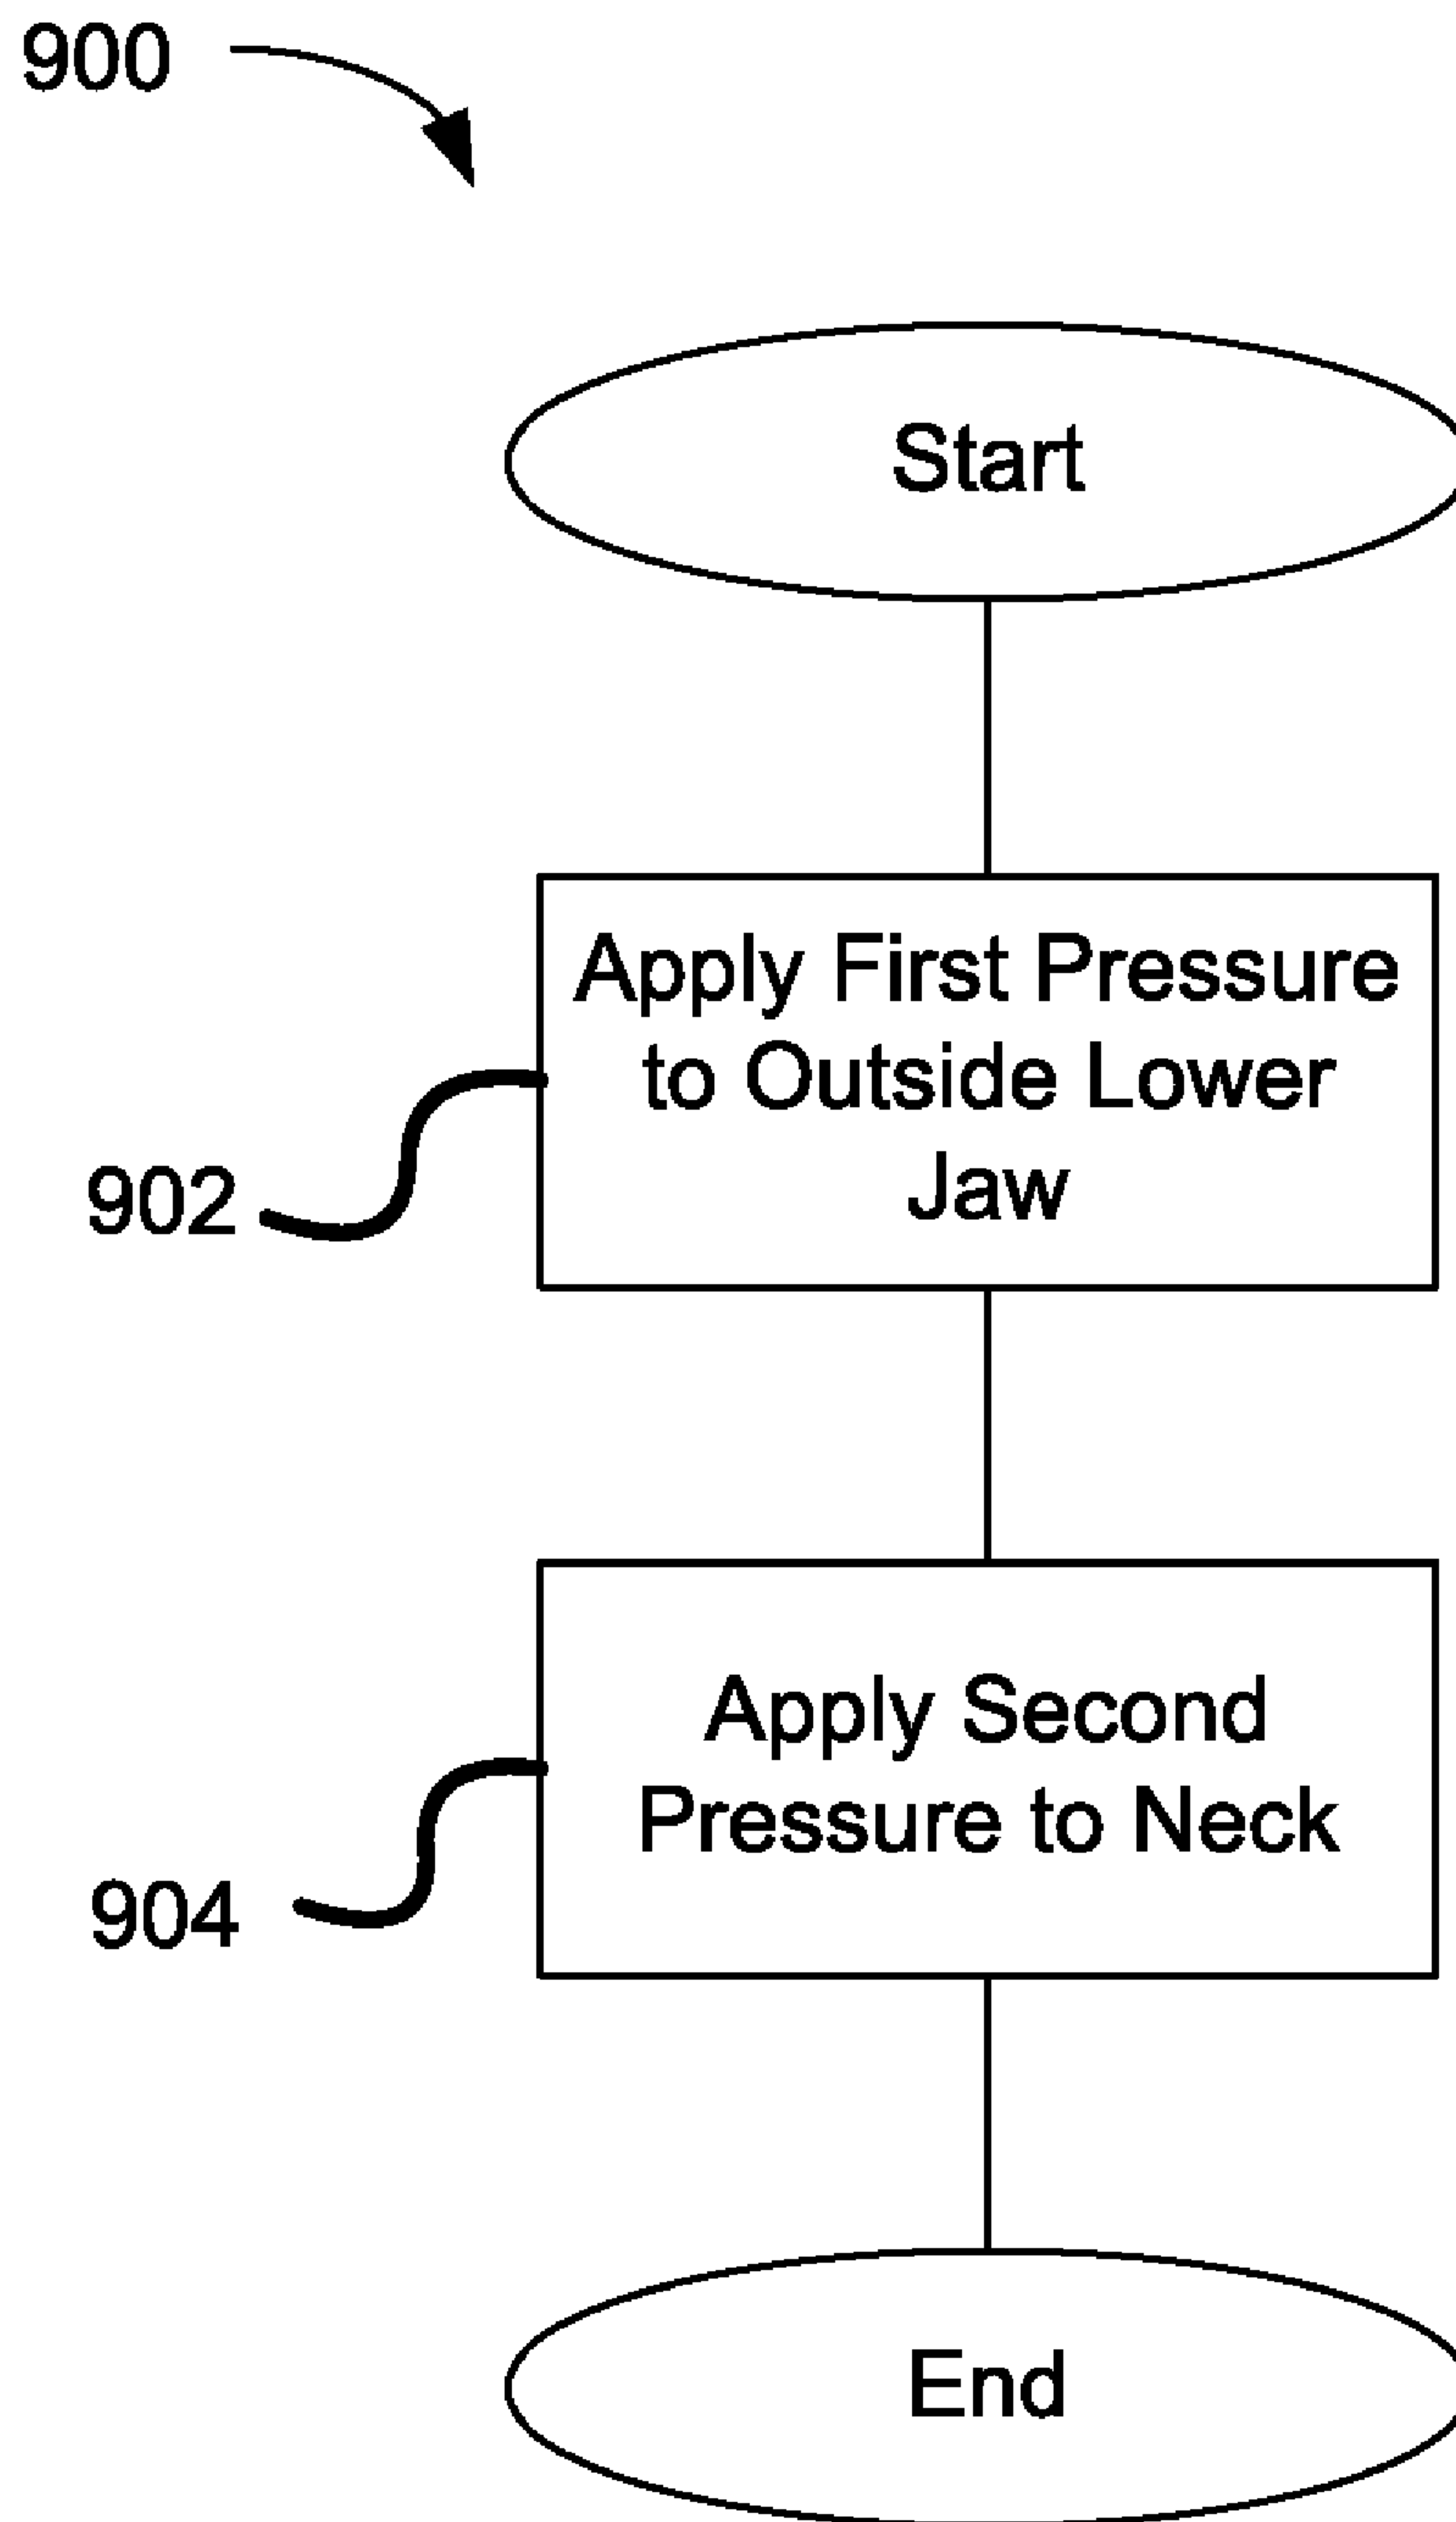 900
Start
Apply First Pressure
to Outside Lower
Jaw
902
Apply Second
Pressure to Neck
904
End